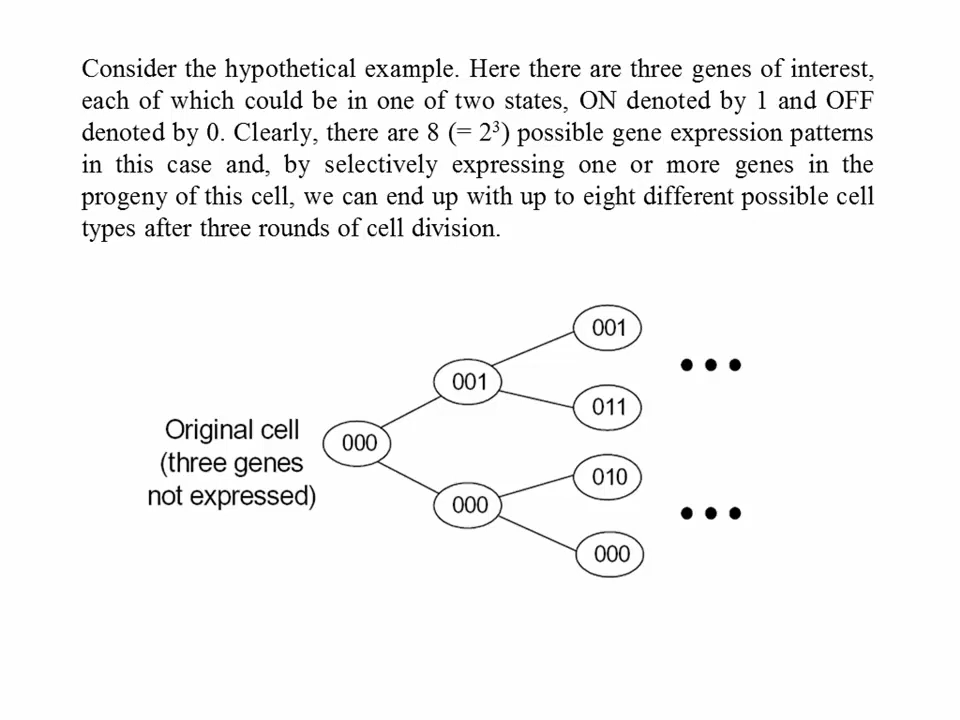 Consider the hypothetical example. Here there are three genes of interest,
each of which could be in one of two states, ON denoted by 1 and OFF
denoted by 0. Clearly, there are 8 (= 2³) possible gene expression patterns
in this case and, by selectively expressing one or more genes in the
progeny of this cell, we can end up with up to eight different possible cell
types after three rounds of cell division.
001
001
011
Original cell
(three genes
not expressed)
000
010
000
000